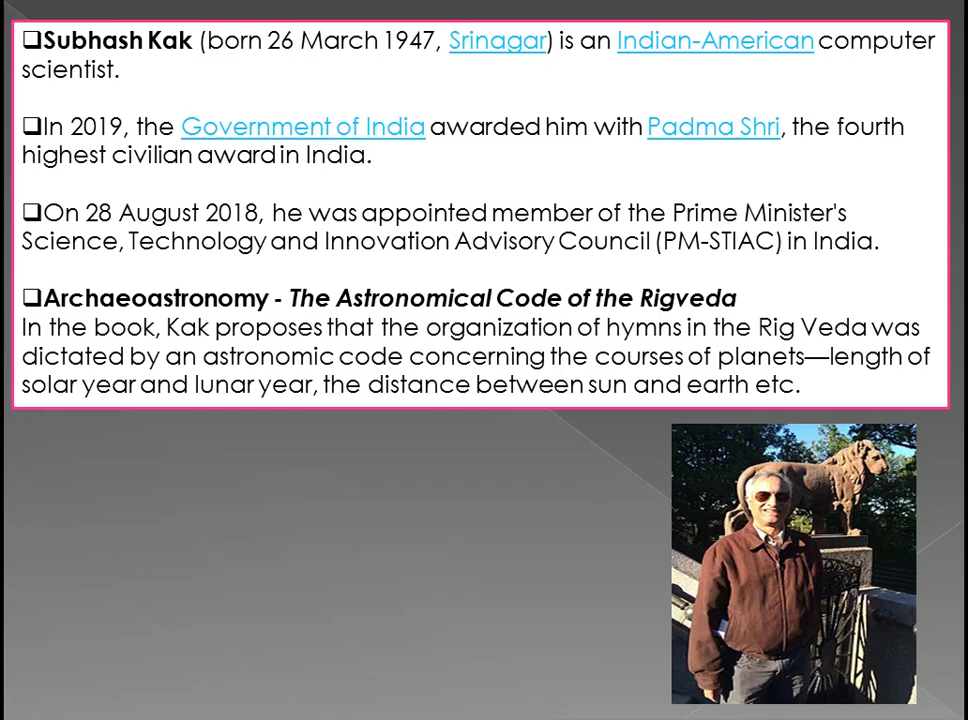 ❑Subhash Kak (born 26 March 1947, Srinagar) is an Indian-American computer
scientist.
❑In 2019, the Government of India awarded him with Padma Shri, the fourth
highest civilian award in India.
❑On 28 August 2018, he was appointed member of the Prime Minister's
Science, Technology and Innovation Advisory Council (PM-STIAC) in India.
❑Archaeoastronomy - The Astronomical Code of the Rigveda
In the book, Kak proposes that the organization of hymns in the Rig Veda was
dictated by an astronomic code concerning the courses of planets—length of
solar year and lunar year, the distance between sun and earth etc.